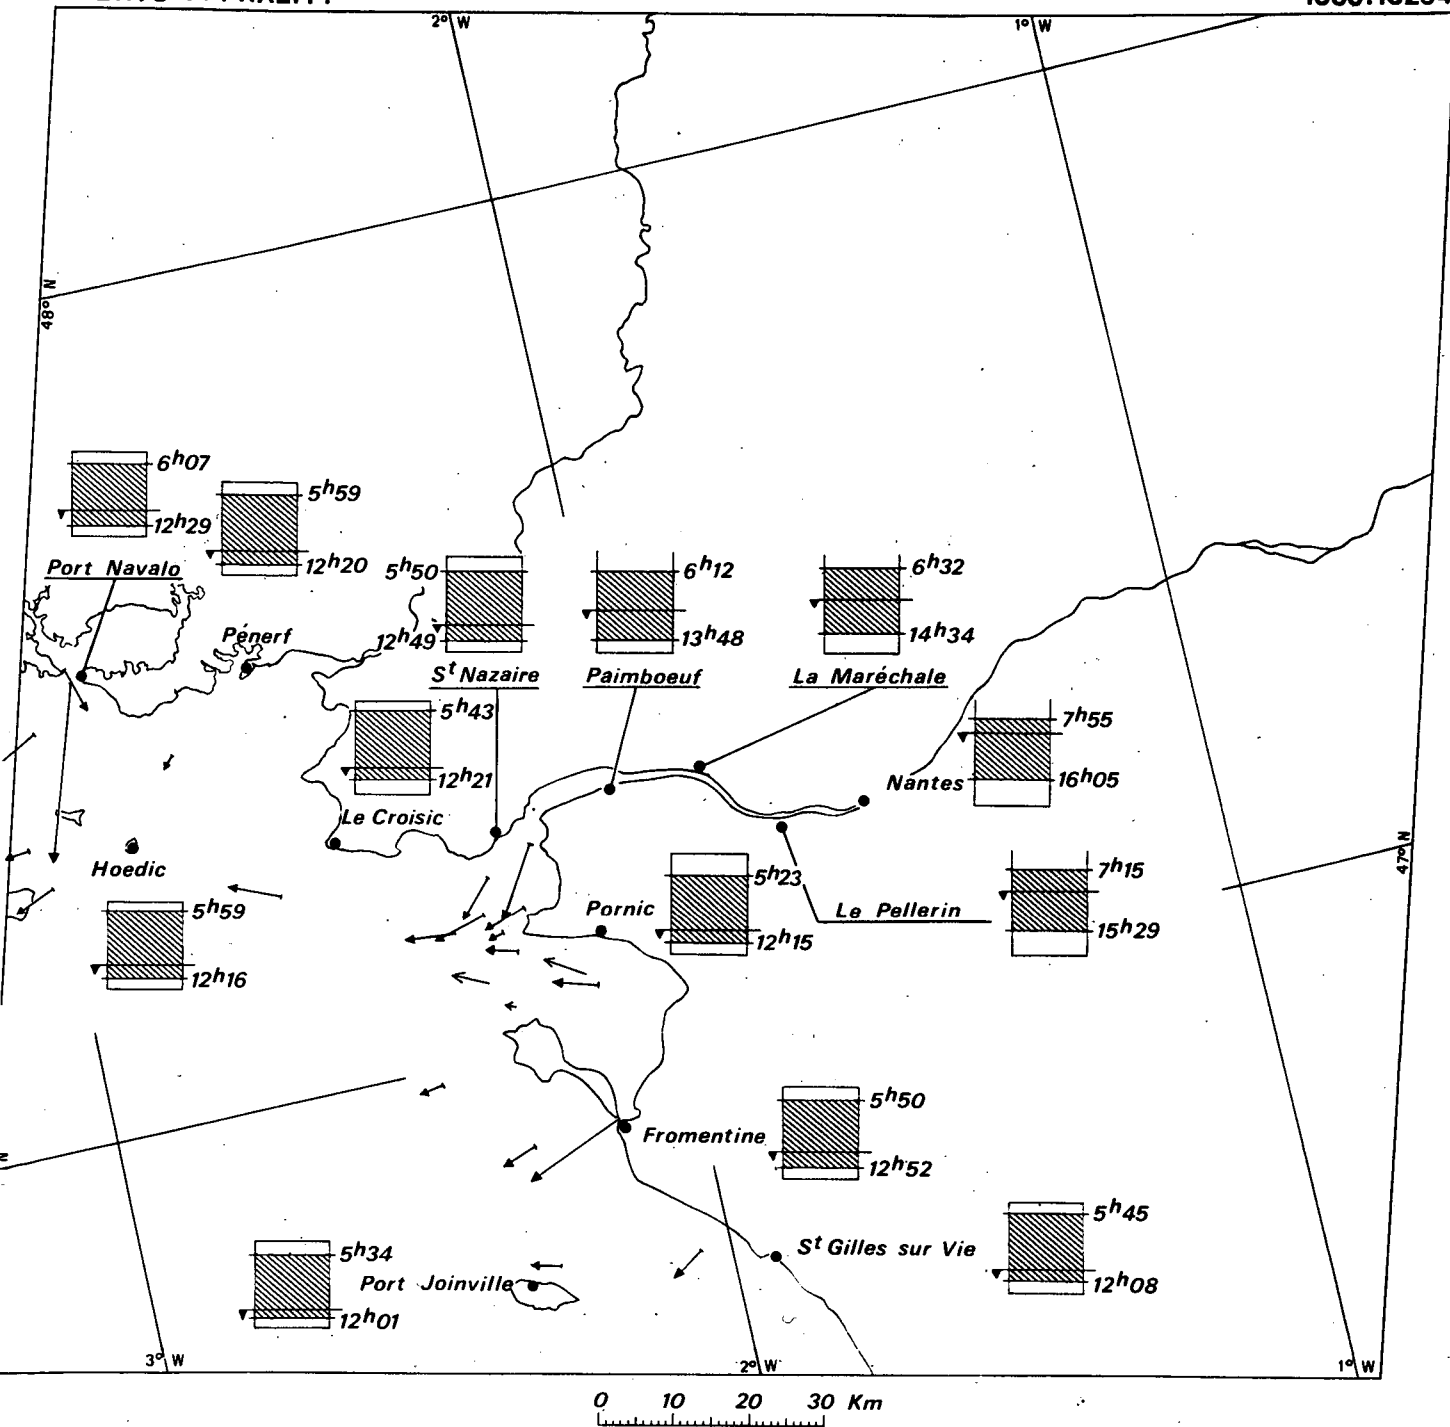 2° W
1° W
48° N
6h07
12h29
5h59
12h20
Port Navalo
Pénerf
5h50
12h49
St Nazaire
6h12
13h48
Paimboeuf
6h32
14h34
La Maréchale
5h43
12h21
Le Croisic
7h55
16h05
Nantes
Hoedic
5h59
12h16
Pornic
5h23
12h15
Le Pellerin
7h15
15h29
47° N
Fromentine
5h50
12h52
St Gilles sur Vie
5h45
12h08
5h34
12h01
Port Joinville
3° W
2° W
1° W
0 10 20 30 Km